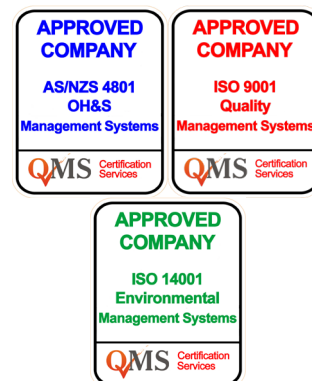 APPROVED
COMPANY
AS/NZS 4801
OH&S
Management Systems
QMS Certification
Services
APPROVED
COMPANY
ISO 9001
Quality
Management Systems
QMS Certification
Services
APPROVED
COMPANY
ISO 14001
Environmental
Management Systems
QMS Certification
Services